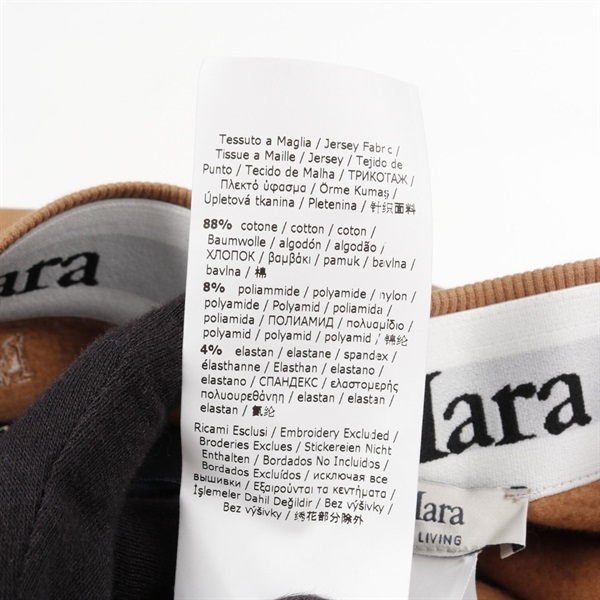 Tessuto a Maglia / Jersey Fabric /
Tissue a Maille / Jersey / Tejido de
Punto / Tecido de Malha / ТРИКОТАЖ /
Πλεκτό ύφασμα / Örme Kumaş /
Úpletová tkanina / Pletenina / 针织面料
88% cotone / cotton / coton /
Baumwolle / algodón / algodão /
ХЛОПОК / βαμβάκι / pamuk / bavlna /
bavlna / 棉
8% poliammide / polyamide / nylon /
polyamide / Polyamid / poliamida /
poliamida / ПОЛИАМИД / πολυαμίδιο /
polyamid / polyamid / polyamid / 锦纶
4% elastan / elastane / spandex /
élasthanne / Elasthan / elastano /
elastano / СПАНДЕКС / ελαστομερής
πολυουρεθάνη / elastan / elastan /
elastan / 氨纶
Ricami Esclusi / Embroidery Excluded /
Broderies Exclues / Stickereien Nicht
Enthalten / Bordados No Incluidos /
Bordados Excluídos / исключая все
вышивки / Εξαιρούνται τα κεντήματα /
İşlemeler Dahil Değildir / Bez výšivky /
Bez výšivky / 绣花部分除外
ara
Mara
Mara
LIVING